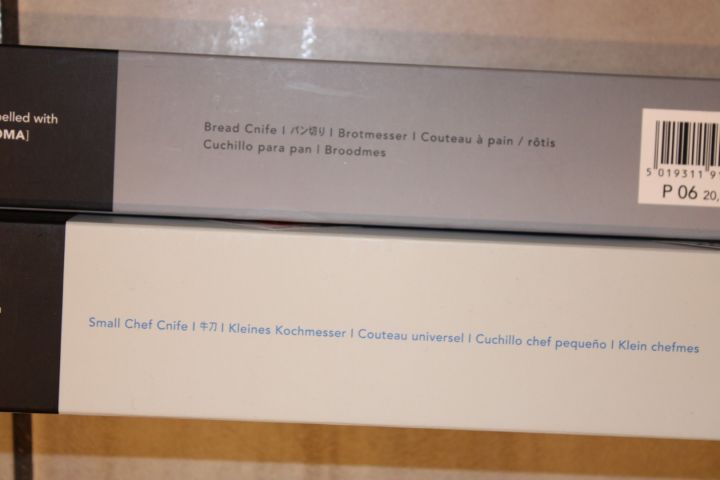 pelled with
OMA]
Bread Cnife | パン切り | Brotmesser | Couteau à pain / rôtis
Cuchillo para pan | Broodmes
5 019311 9
P 06 20,
Small Chef Cnife | 牛刀 | Kleines Kochmesser | Couteau universel | Cuchillo chef pequeño | Klein chefmes